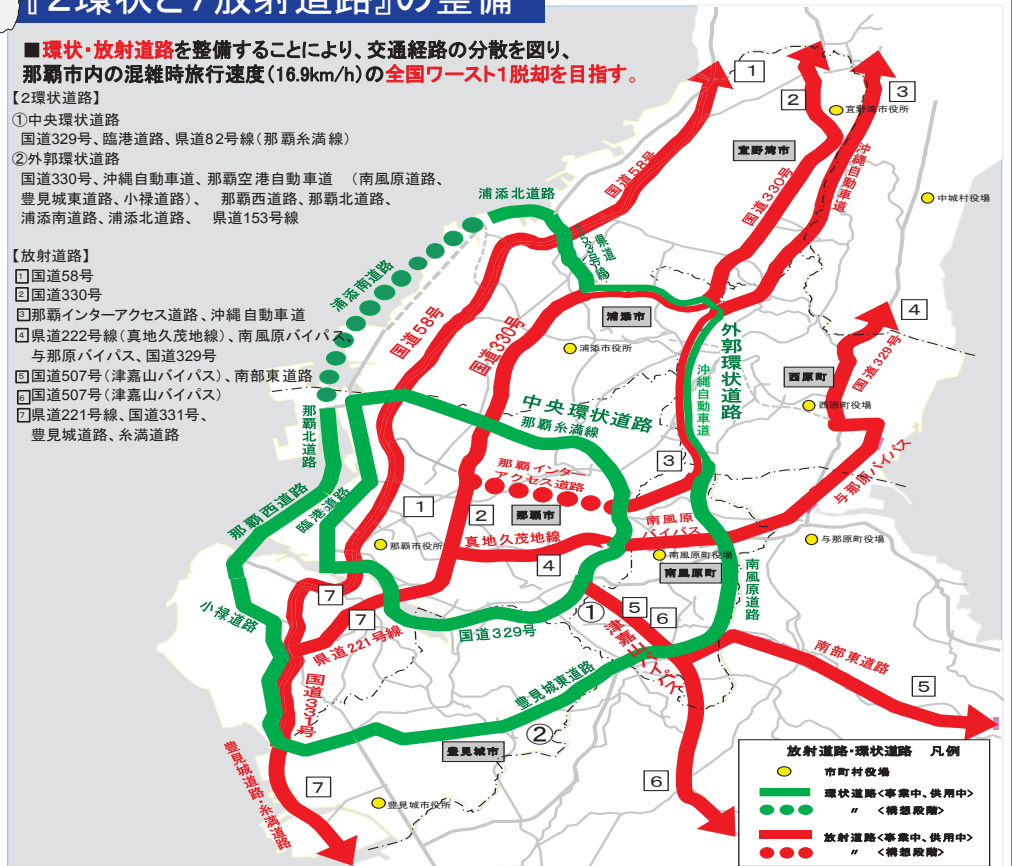 『2環状と7放射道路』の整備
■環状・放射道路を整備することにより、交通経路の分散を図り、
那覇市内の混雑時旅行速度(16.9km/h)の全国ワースト1脱却を目指す。
【2環状道路】
①中央環状道路
国道329号、臨港道路、県道82号線(那覇糸満線)
②外郭環状道路
国道330号、沖縄自動車道、那覇空港自動車道 (南風原道路、
豊見城東道路、小禄道路)、 那覇西道路、那覇北道路、
浦添南道路、浦添北道路、 県道153号線
【放射道路】
1 国道58号
2 国道330号
3 那覇インターアクセス道路、沖縄自動車道
4 県道222号線(真地久茂地線)、南風原バイパス、
与那原バイパス、国道329号
5 国道507号(津嘉山バイパス)、南部東道路
6 国道507号(津嘉山バイパス)
7 県道221号線、国道331号、
豊見城道路、糸満道路
1
2
3
宜野湾市役所
宜野湾市
国道58号
国道330号
沖縄自動車道
中城村役場
浦添北道路
県道
153号線
浦添南道路
浦添市
4
国道58号
国道330号
浦添市役所
外郭環状道路
沖縄自動車道
西原町
国道329号
西原町役場
中央環状道路
那覇糸満線
那覇北道路
3
那覇インター
アクセス道路
与那原バイパス
那覇西道路
臨港道路
1
2
那覇市
南風原
バイパス
真地久茂地線
那覇市役所
4
南風原町役場
南風原町
与那原町役場
南風原道路
小禄道路
7
7
①
5
6
国道329号
県道221号線
津嘉山バイパス
南部東道路
5
国道331号
豊見城東道路
②
豊見城市
豊見城道路・糸満道路
7
豊見城市役所
6
放射道路・環状道路 凡例
市町村役場
環状道路<事業中、供用中>
〃 <構想段階>
放射道路<事業中、供用中>
〃 <構想段階>